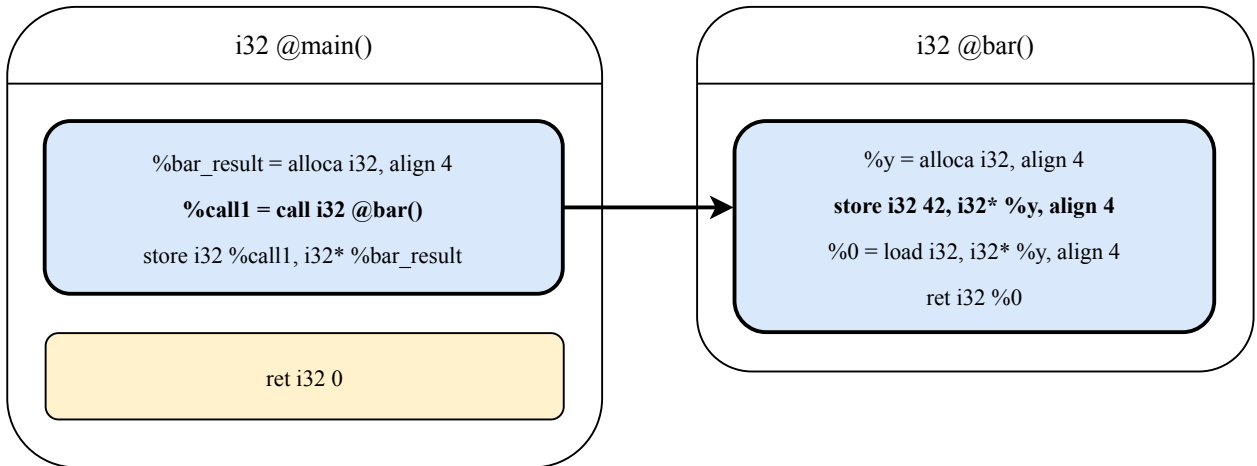 i32 @main()
%bar_result = alloca i32, align 4
%call1 = call i32 @bar()
store i32 %call1, i32* %bar_result
ret i32 0
i32 @bar()
%y = alloca i32, align 4
store i32 42, i32* %y, align 4
%0 = load i32, i32* %y, align 4
ret i32 %0